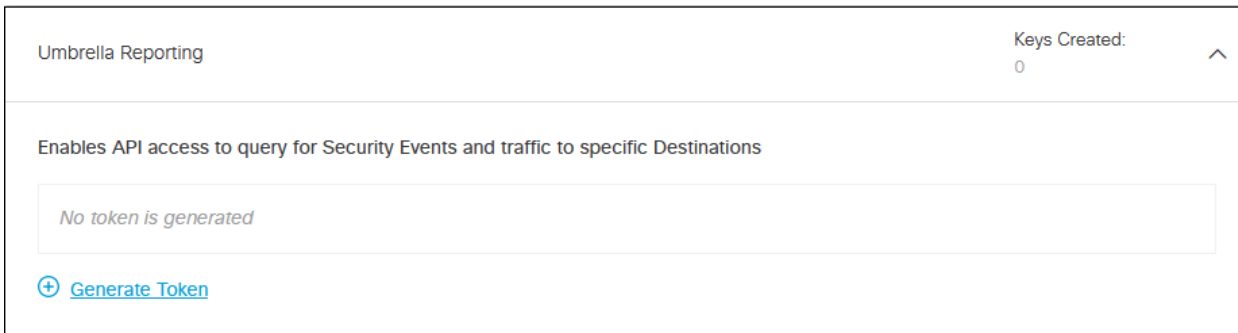 Umbrella Reporting
Keys Created:
0
Enables API access to query for Security Events and traffic to specific Destinations
No token is generated
Generate Token